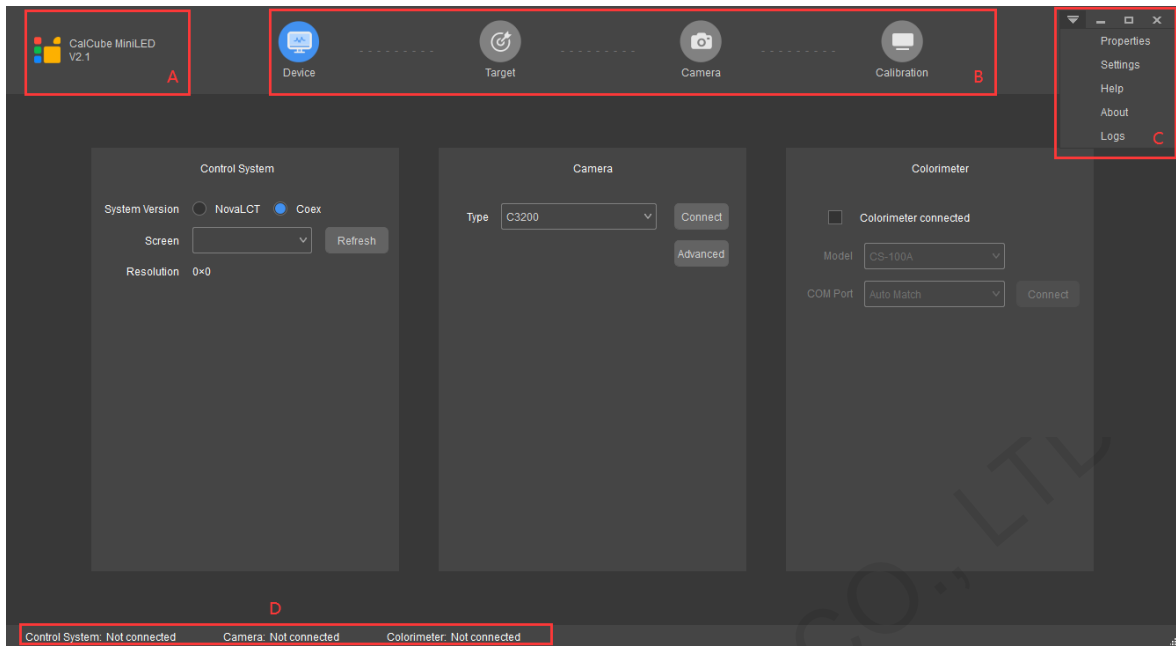 CalCube MiniLED
V2.1
A
Device
Target
Camera
Calibration
B
Properties
Settings
Help
About
Logs
C
Control System
System Version NovaLCT Coex
Screen Refresh
Resolution 0×0
Camera
Type C3200 Connect
Advanced
Colorimeter
Colorimeter connected
Model CS-100A
COM Port Auto Match Connect
CO., LTD
D
Control System: Not connected Camera: Not connected Colorimeter: Not connected